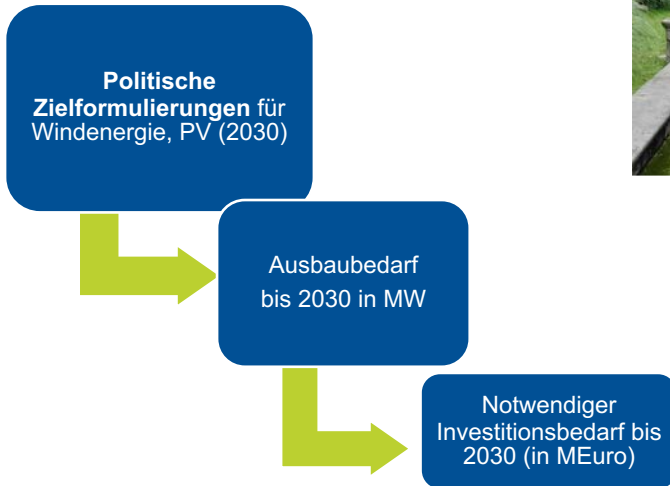 Politische
Zielformulierungen für
Windenergie, PV (2030)
Ausbaubedarf
bis 2030 in MW
Notwendiger
Investitionsbedarf bis
2030 (in MEuro)